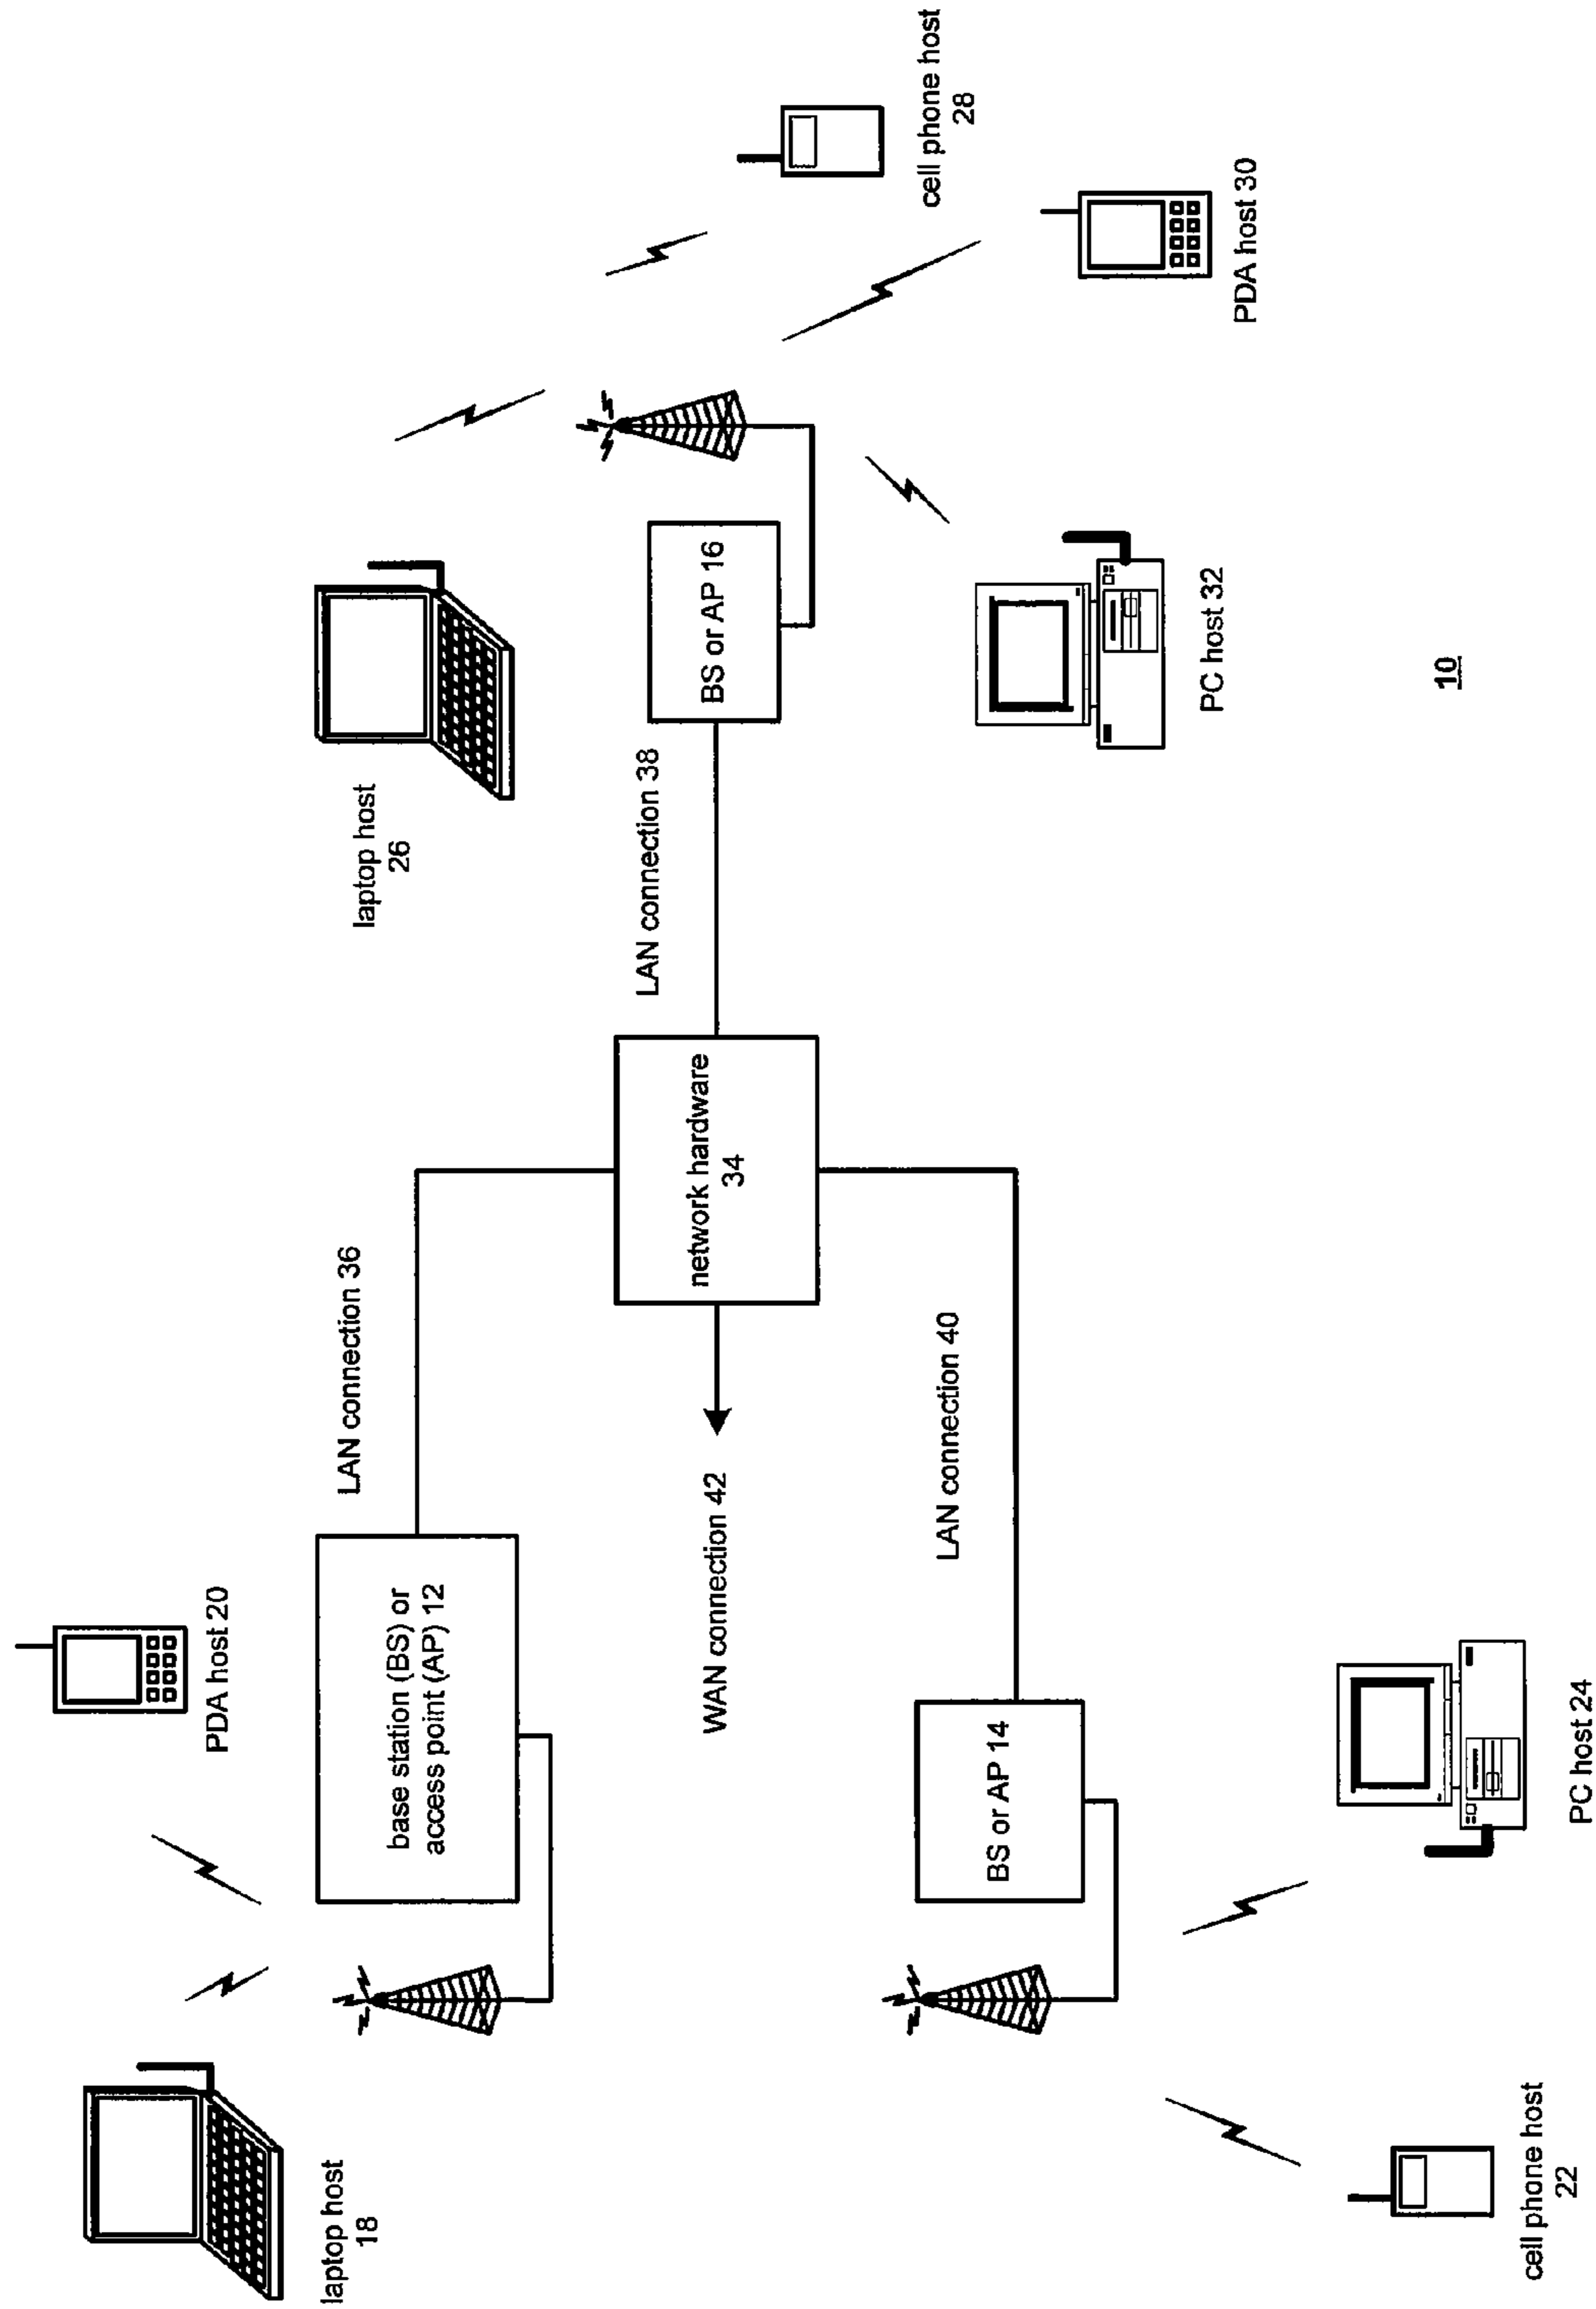 PDA host 20
laptop host
18
base station (BS) or
access point (AP) 12
LAN connection 36
laptop host
26
LAN connection 38
BS or AP 16
cell phone host
28
network hardware
34
WAN connection 42
PDA host 30
LAN connection 40
BS or AP 14
PC host 32
cell phone host
22
PC host 24
10